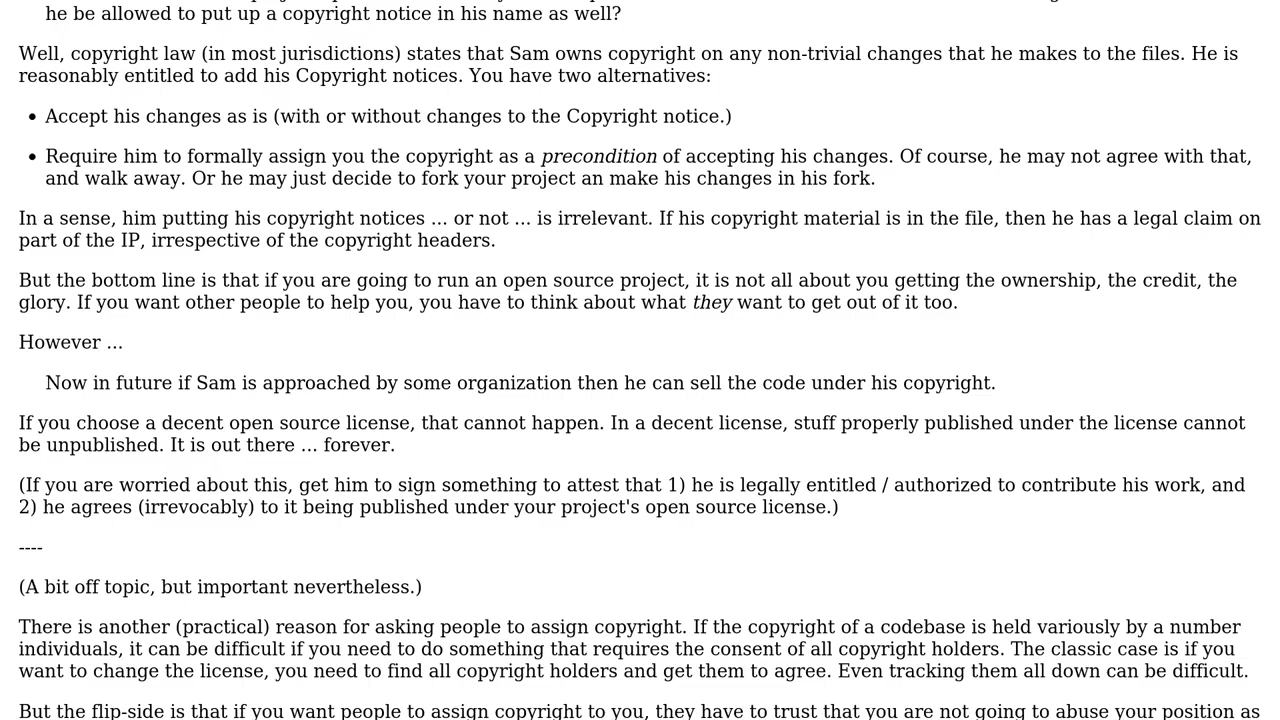 he be allowed to put up a copyright notice in his name as well?
Well, copyright law (in most jurisdictions) states that Sam owns copyright on any non-trivial changes that he makes to the files. He is
reasonably entitled to add his Copyright notices. You have two alternatives:
• Accept his changes as is (with or without changes to the Copyright notice.)
• Require him to formally assign you the copyright as a precondition of accepting his changes. Of course, he may not agree with that,
and walk away. Or he may just decide to fork your project an make his changes in his fork.
In a sense, him putting his copyright notices ... or not ... is irrelevant. If his copyright material is in the file, then he has a legal claim on
part of the IP, irrespective of the copyright headers.
But the bottom line is that if you are going to run an open source project, it is not all about you getting the ownership, the credit, the
glory. If you want other people to help you, you have to think about what they want to get out of it too.
However ...
Now in future if Sam is approached by some organization then he can sell the code under his copyright.
If you choose a decent open source license, that cannot happen. In a decent license, stuff properly published under the license cannot
be unpublished. It is out there ... forever.
(If you are worried about this, get him to sign something to attest that 1) he is legally entitled / authorized to contribute his work, and
2) he agrees (irrevocably) to it being published under your project's open source license.)
----
(A bit off topic, but important nevertheless.)
There is another (practical) reason for asking people to assign copyright. If the copyright of a codebase is held variously by a number
individuals, it can be difficult if you need to do something that requires the consent of all copyright holders. The classic case is if you
want to change the license, you need to find all copyright holders and get them to agree. Even tracking them all down can be difficult.
But the flip-side is that if you want people to assign copyright to you, they have to trust that you are not going to abuse your position as